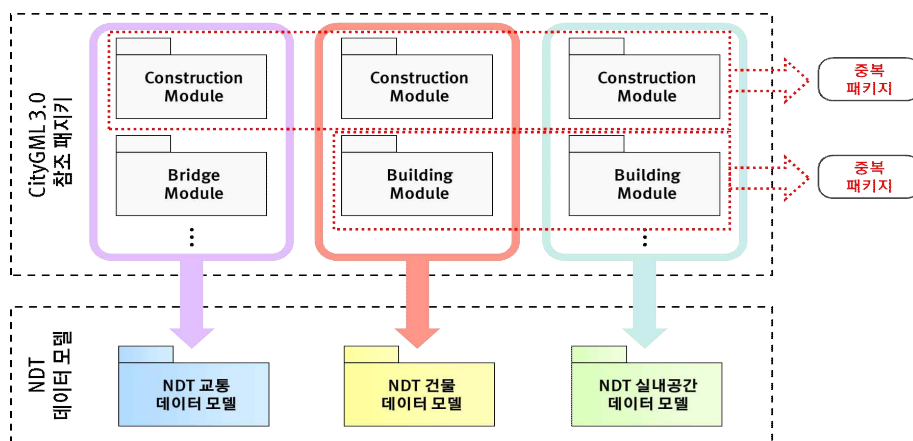 CityGML 3.0
참조 패지키
Construction
Module
Construction
Module
Construction
Module
중복
패키지
Bridge
Module
Building
Module
Building
Module
중복
패키지
⋮
⋮
NDT
데이터 모델
NDT 교통
데이터 모델
NDT 건물
데이터 모델
NDT 실내공간
데이터 모델